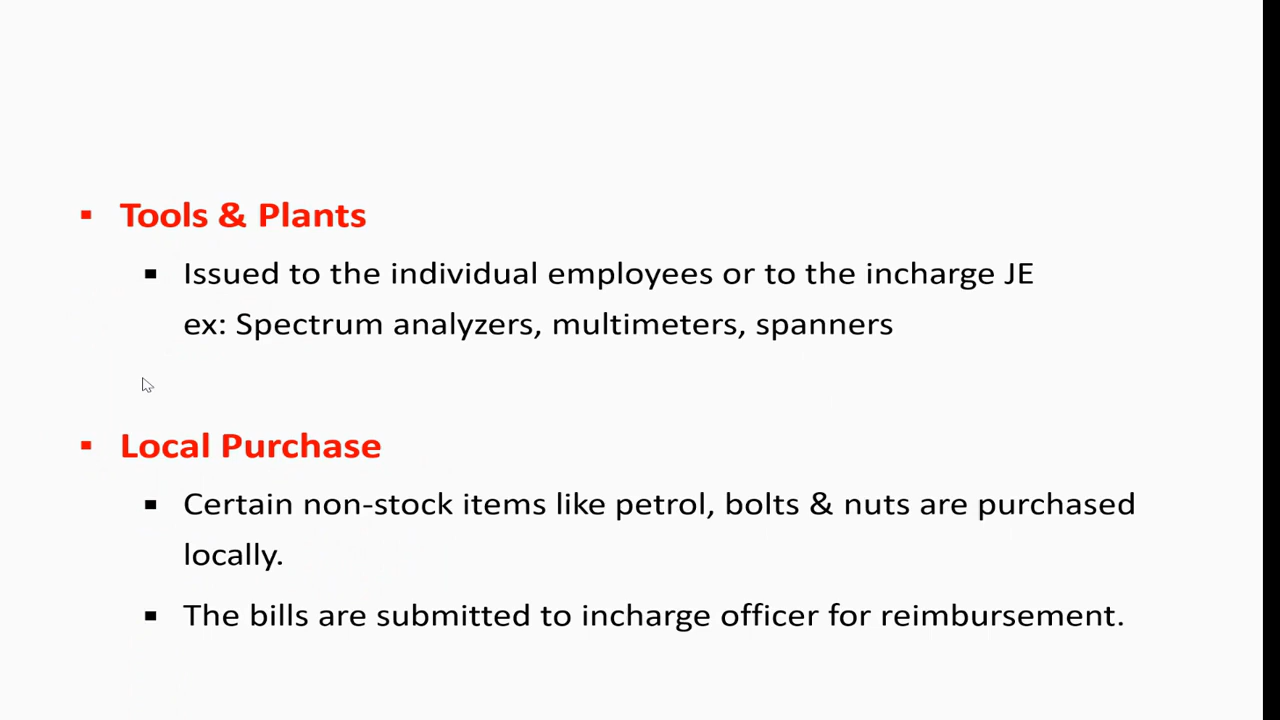 ▪ Tools & Plants
▪ Issued to the individual employees or to the incharge JE
ex: Spectrum analyzers, multimeters, spanners
▪ Local Purchase
▪ Certain non-stock items like petrol, bolts & nuts are purchased
locally.
▪ The bills are submitted to incharge officer for reimbursement.